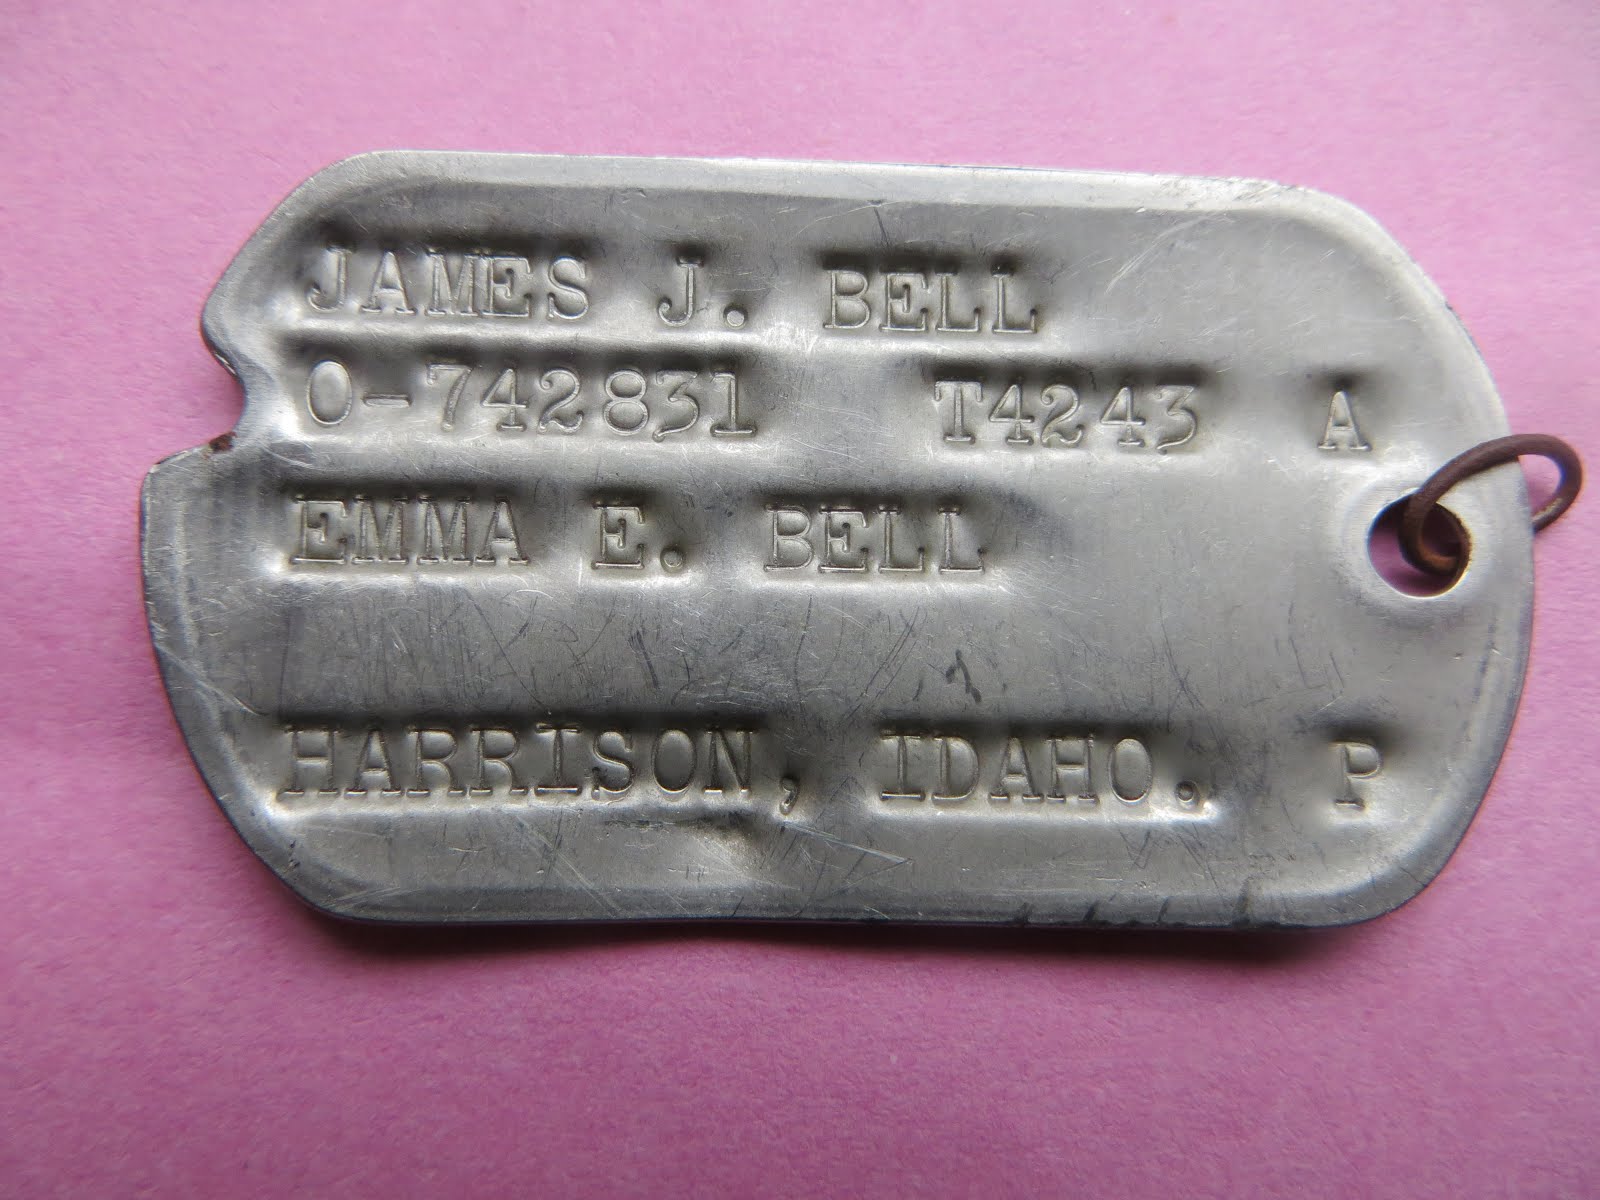 JAMES J. BELL
O-742831 T4243 A
EMMA E. BELL
HARRISON, IDAHO. P